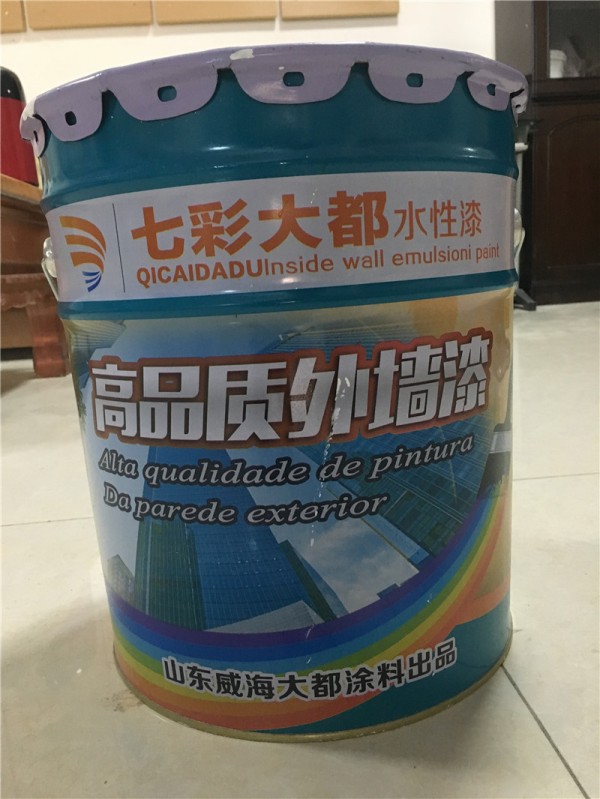 七彩大都水性漆
QICAIDADUInside wall emulsioni paint
高品质外墙漆
Alta qualidade de pintura
Da parede exterior
山东威海大都涂料出品